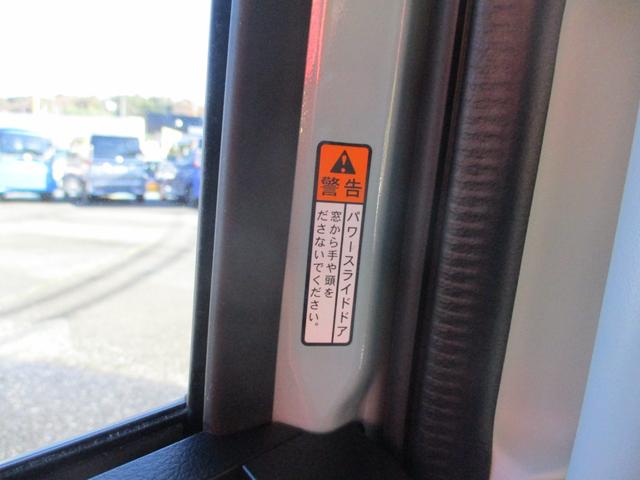 警告
パワースライドドア
窓から手や頭を
ださないでください。